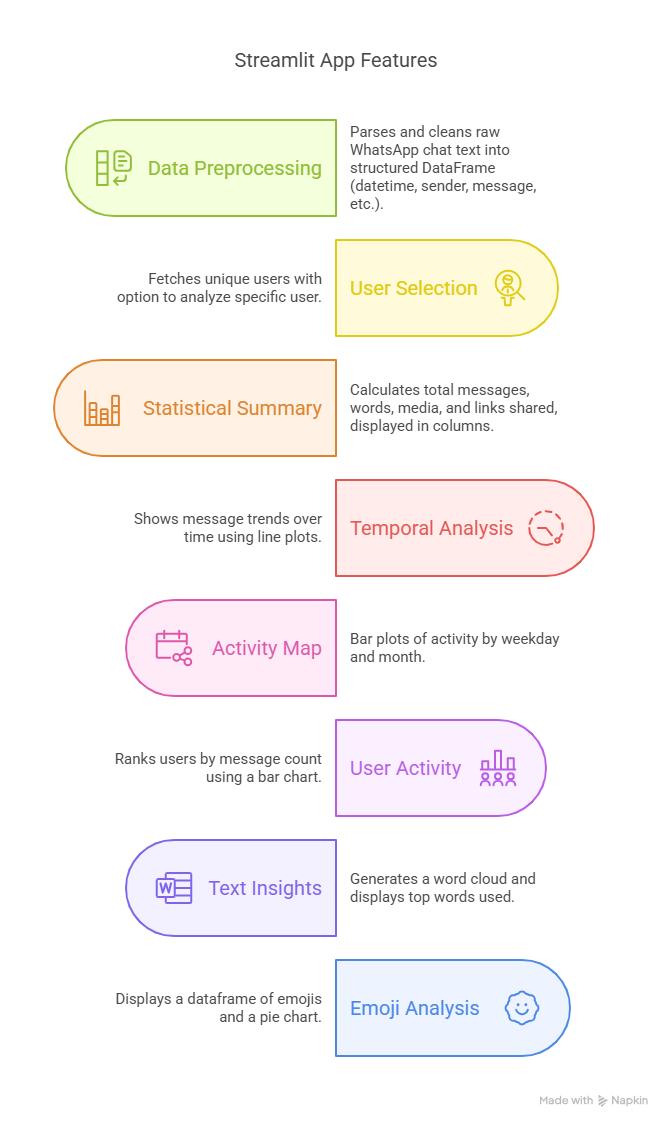 Streamlit App Features
Data Preprocessing
Parses and cleans raw
WhatsApp chat text into
structured DataFrame
(datetime, sender, message,
etc.).
Fetches unique users with
option to analyze specific user.
User Selection
Statistical Summary
Calculates total messages,
words, media, and links shared,
displayed in columns.
Shows message trends over
time using line plots.
Temporal Analysis
Activity Map
Bar plots of activity by weekday
and month.
Ranks users by message count
using a bar chart.
User Activity
W
Text Insights
Generates a word cloud and
displays top words used.
Displays a dataframe of emojis
and a pie chart.
Emoji Analysis
Made with Napkin